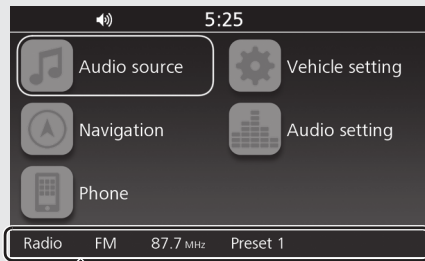 5:25
Audio source
Vehicle setting
Navigation
Audio setting
Phone
Radio FM 87.7 MHz Preset 1